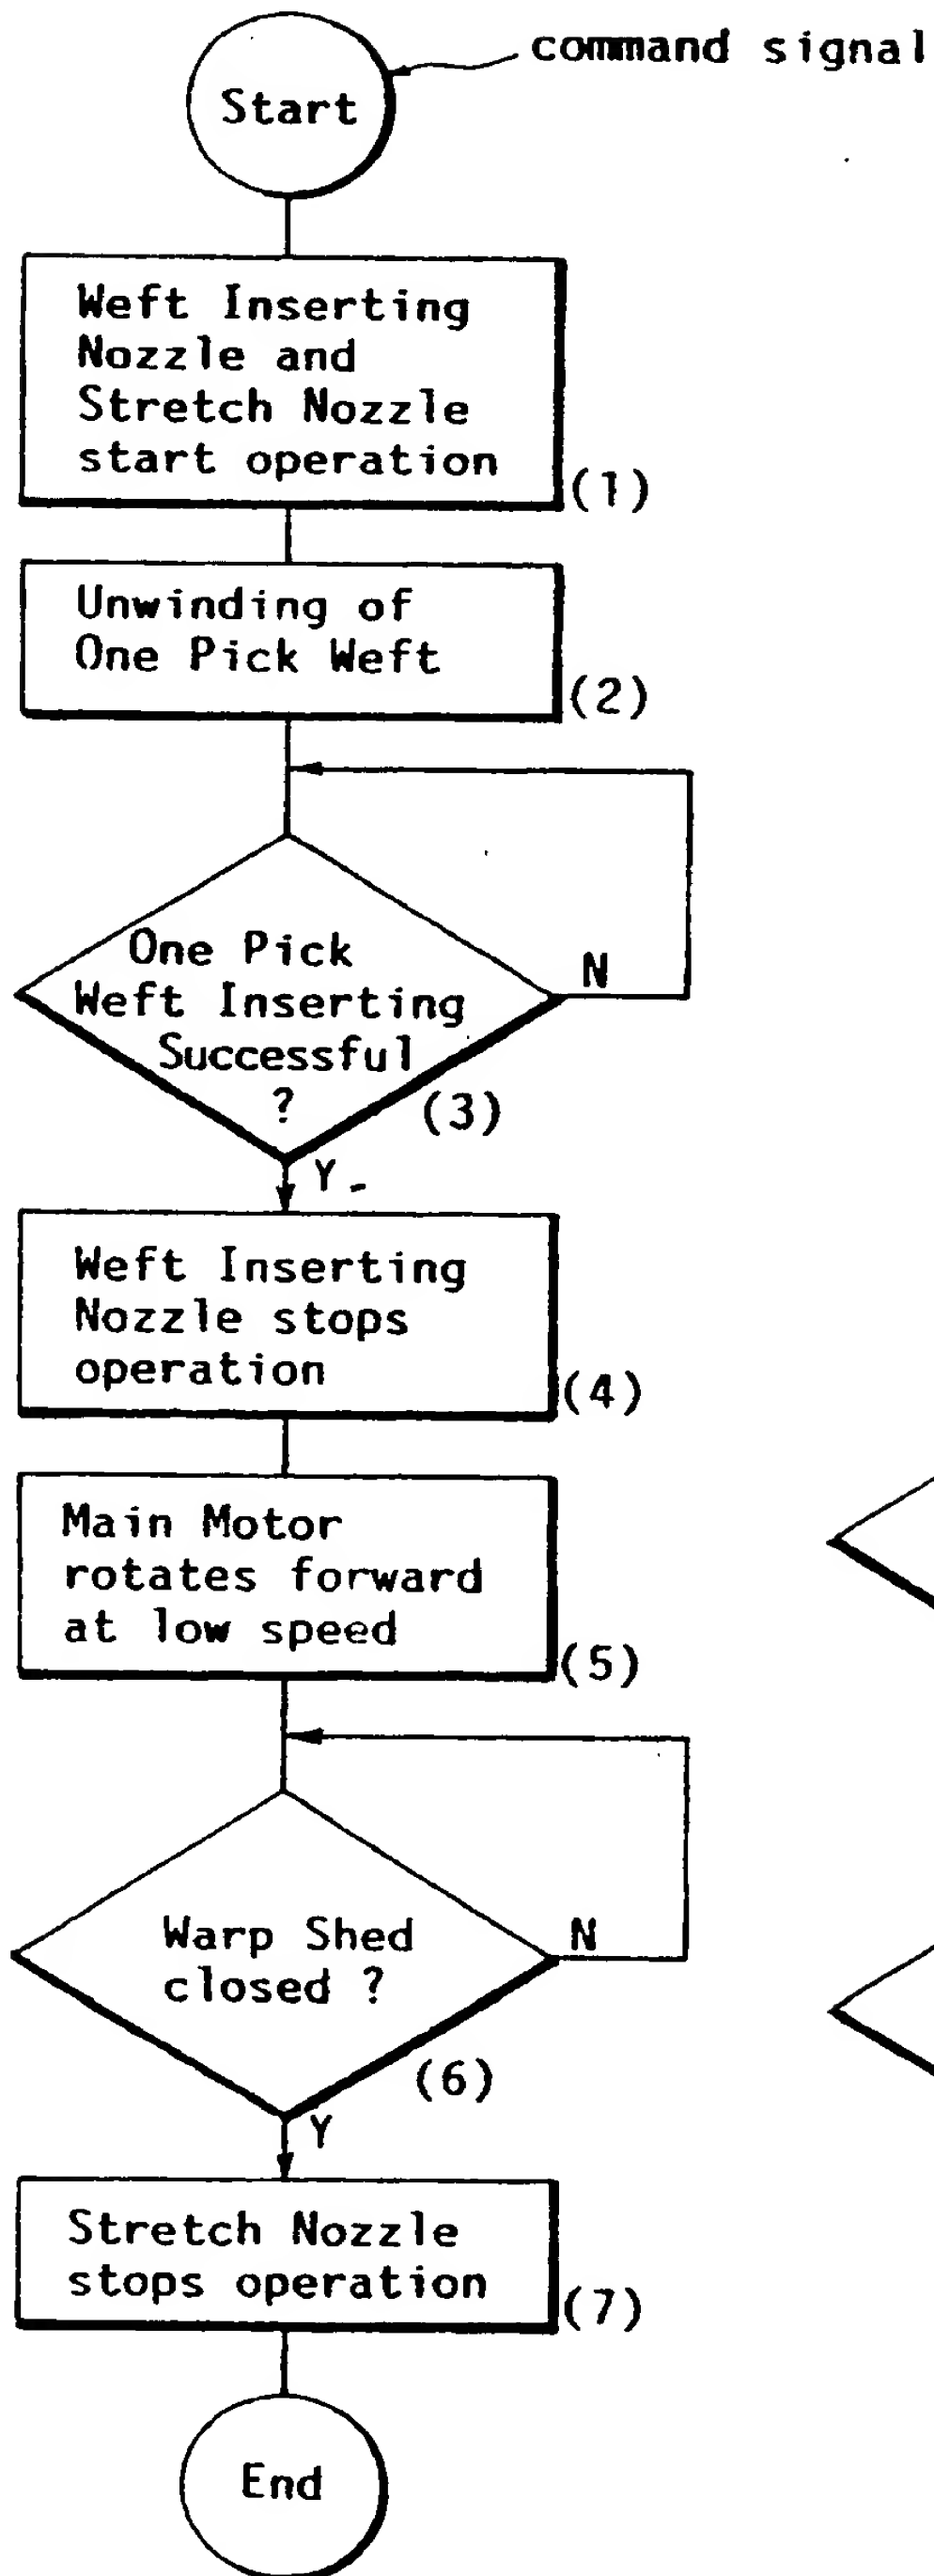 command signal
Start
Weft Inserting
Nozzle and
Stretch Nozzle
start operation
(1)
Unwinding of
One Pick Weft
(2)
One Pick
Weft Inserting
Successful
?
(3)
N
Y
Weft Inserting
Nozzle stops
operation
(4)
Main Motor
rotates forward
at low speed
(5)
Warp Shed
closed ?
N
(6)
Y
Stretch Nozzle
stops operation
(7)
End